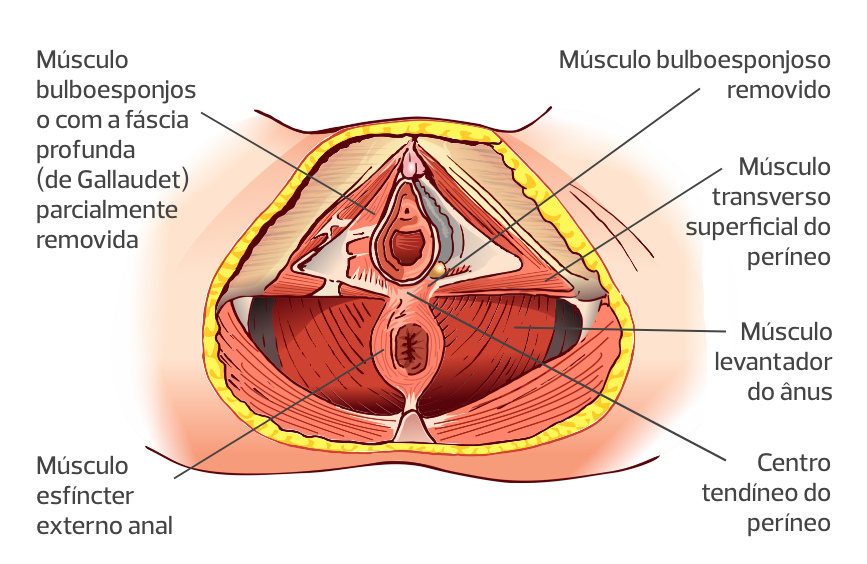 Músculo
bulboesponjos
o com a fáscia
profunda
(de Gallaudet)
parcialmente
removida
Músculo bulboesponjoso
removido
Músculo
transverso
superficial do
períneo
Músculo
levantador
do ânus
Centro
tendíneo do
períneo
Músculo
esfíncter
externo anal